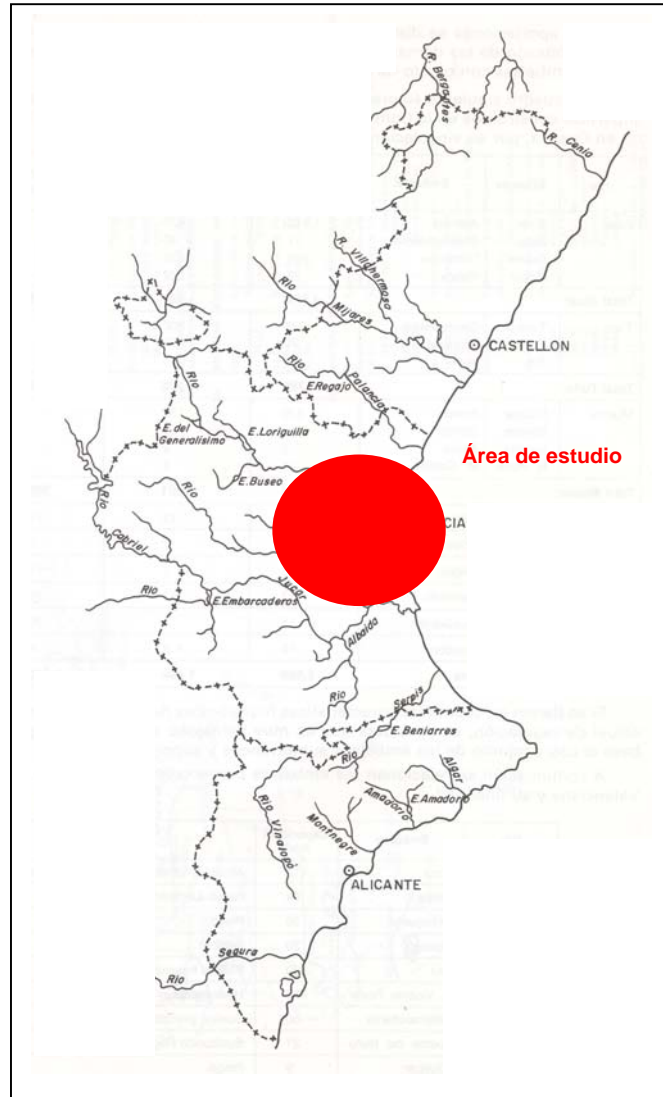 R. Bergantes
R. Cenia
R. Villahermosa
Rio
Mijares
CASTELLON
Rio
Palancia
E. Regajo
Rio
E. del
Generalísimo
E. Loriguilla
Área de estudio
E. Buseo
Rio
Rio
CIA
Cabriel
Jucar
Rio
E. Embarcaderos
Albaida
Rio
Serpis
E. Beniarres
Rio
Algar
Amadorio
E. Amadorio
Rio Vinalopó
Montnegre
ALICANTE
Segura
Rio